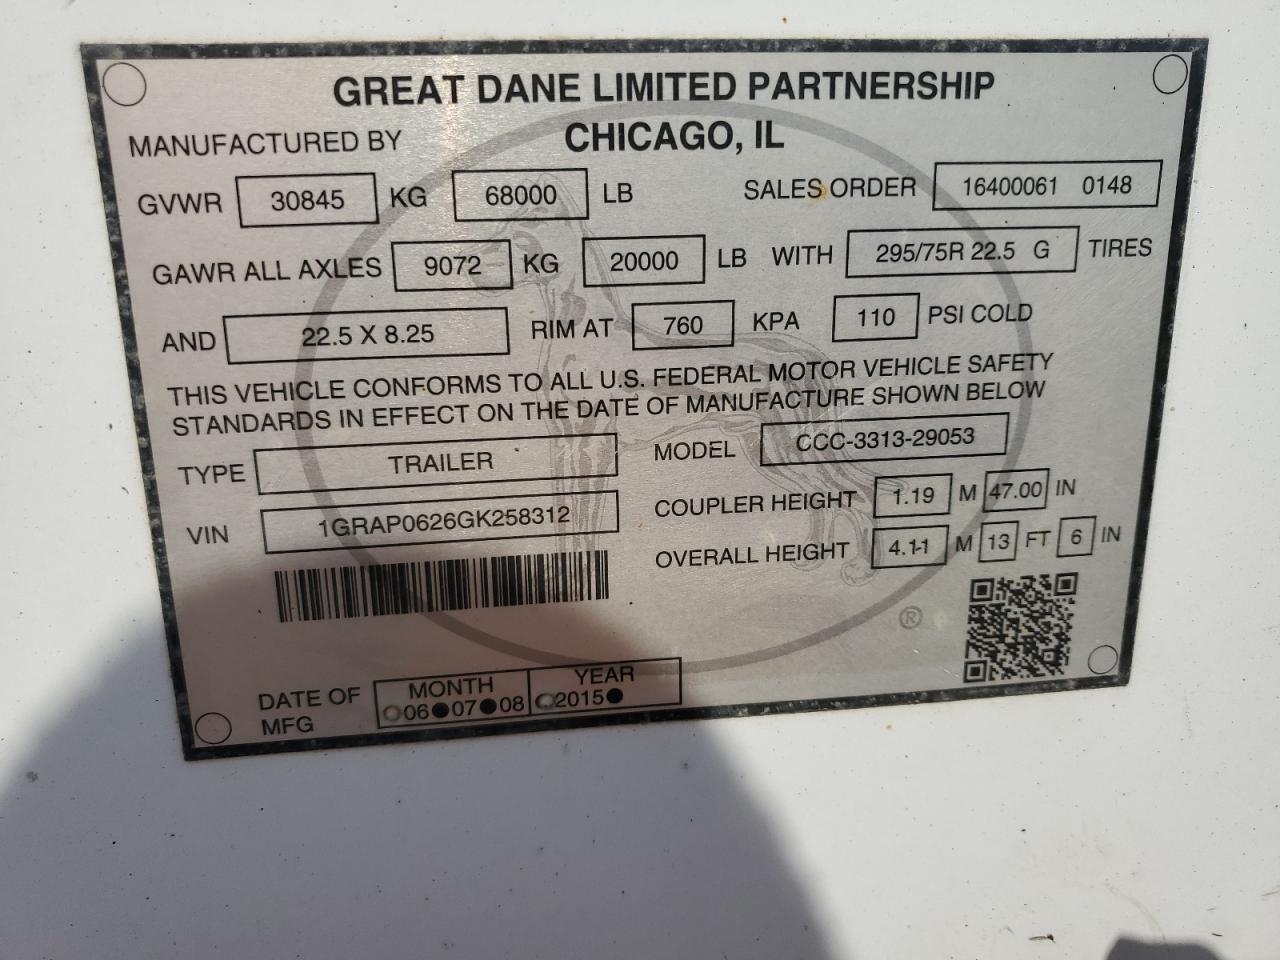 GREAT DANE LIMITED PARTNERSHIP
MANUFACTURED BY CHICAGO, IL
GVWR 30845 KG 68000 LB SALES ORDER 16400061 0148
GAWR ALL AXLES 9072 KG 20000 LB WITH 295/75R 22.5 G TIRES
AND 22.5 X 8.25 RIM AT 760 KPA 110 PSI COLD
THIS VEHICLE CONFORMS TO ALL U.S. FEDERAL MOTOR VEHICLE SAFETY
STANDARDS IN EFFECT ON THE DATE OF MANUFACTURE SHOWN BELOW
TYPE TRAILER MODEL CCC-3313-29053
VIN 1GRAP0626GK258312 COUPLER HEIGHT 1.19 M 47.00 IN
OVERALL HEIGHT 4.11 M 13 FT 6 IN
®
DATE OF MFG MONTH YEAR
06 07 08 2015